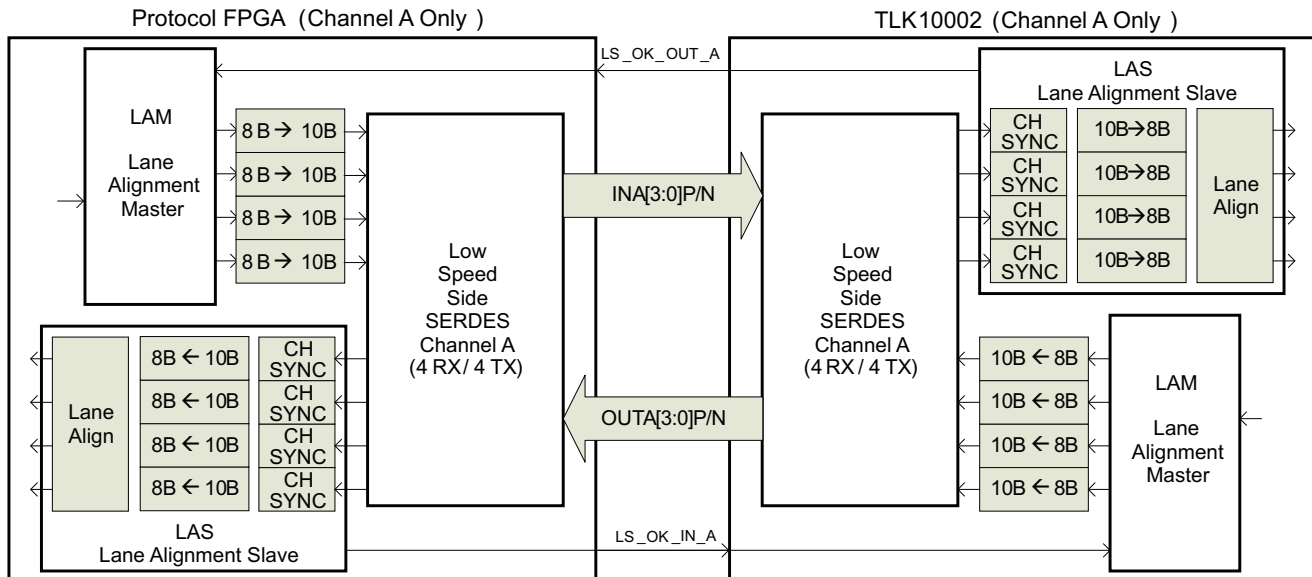 Protocol FPGA (Channel A Only)
TLK10002 (Channel A Only )
LS_OK_OUT_A
LAM
Lane
Alignment
Master
8 B → 10B
8 B → 10B
8 B → 10B
8 B → 10B
Low
Speed
Side
SERDES
Channel A
(4 RX / 4 TX)
INA[3:0]P/N
OUTA[3:0]P/N
Low
Speed
Side
SERDES
Channel A
(4 RX / 4 TX)
LAS
Lane Alignment Slave
CH
SYNC
CH
SYNC
CH
SYNC
CH
SYNC
10B→8B
10B→8B
10B→8B
10B→8B
Lane
Align
Lane
Align
8B ← 10B
8B ← 10B
8B ← 10B
8B ← 10B
CH
SYNC
CH
SYNC
CH
SYNC
CH
SYNC
LAS
Lane Alignment Slave
10B ← 8B
10B ← 8B
10B ← 8B
10B ← 8B
LAM
Lane
Alignment
Master
LS_OK_IN_A